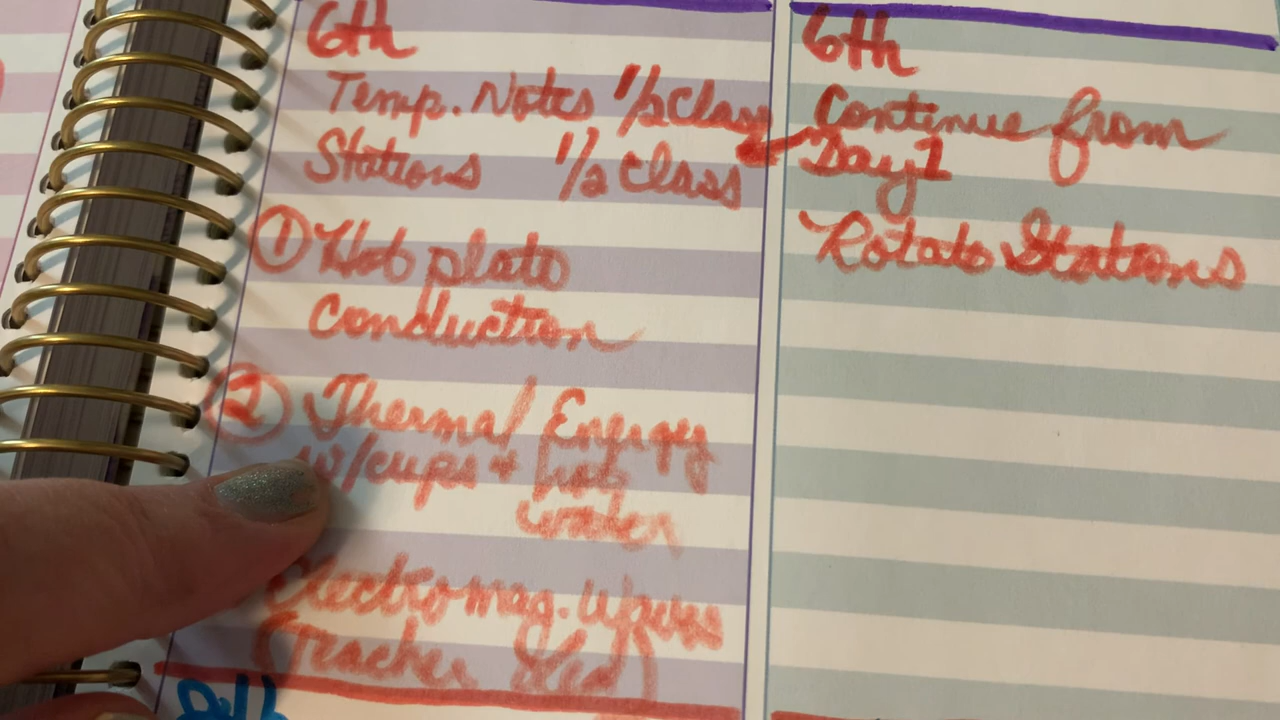 6th
Temp. Notes 1/2 class
Stations 1/2 class
① Hot plate
conduction
② Thermal Energy
w/cups + hot
water
Electromag. Waves
(Teacher led)
8th
6th
Continue from
Day 1
Rotate Stations